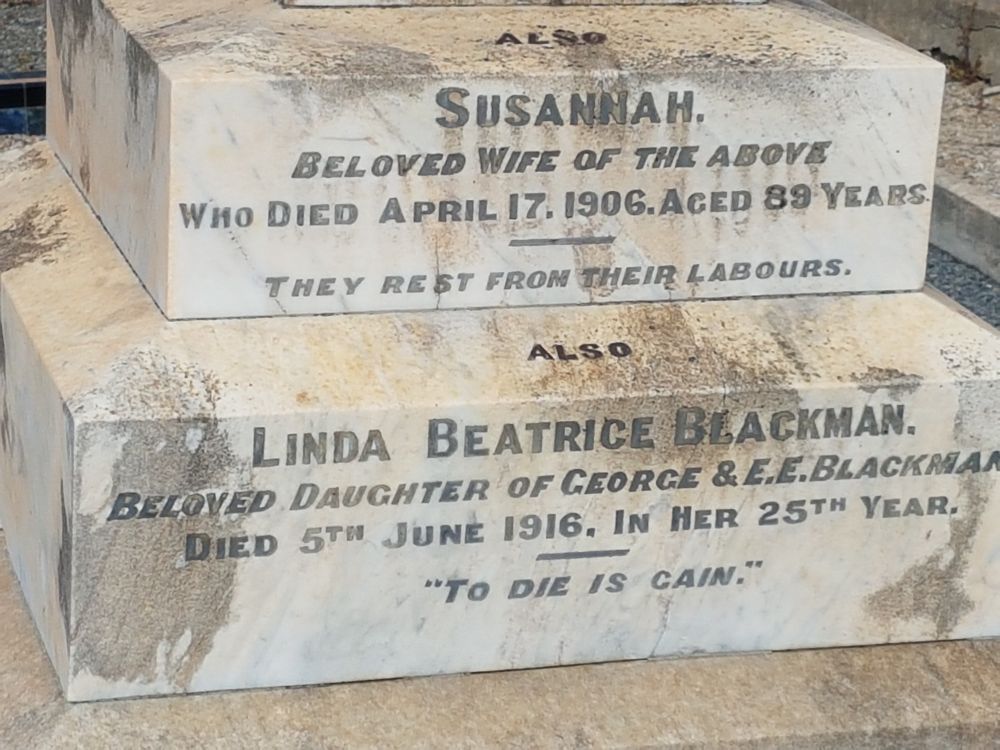 ALSO
SUSANNAH.
BELOVED WIFE OF THE ABOVE
WHO DIED APRIL 17. 1906. AGED 89 YEARS.
THEY REST FROM THEIR LABOURS.
ALSO
LINDA BEATRICE BLACKMAN.
BELOVED DAUGHTER OF GEORGE & E.E. BLACKMAN
DIED 5TH JUNE 1916. IN HER 25TH YEAR.
"TO DIE IS GAIN."